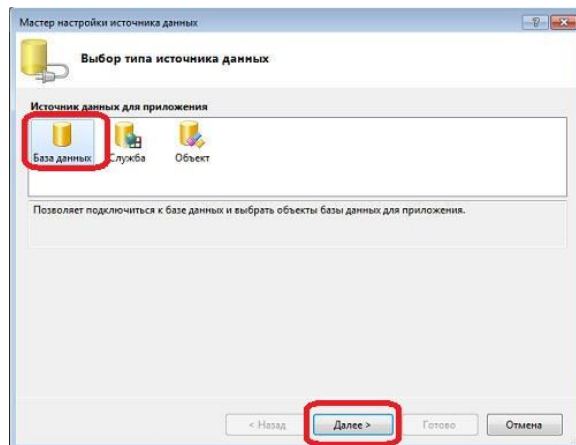 Мастер настройки источника данных
Выбор типа источника данных
Источник данных для приложения
База данных Служба Объект
Позволяет подключиться к базе данных и выбрать объекты базы данных для приложения.
< Назад Далее > Готово Отмена